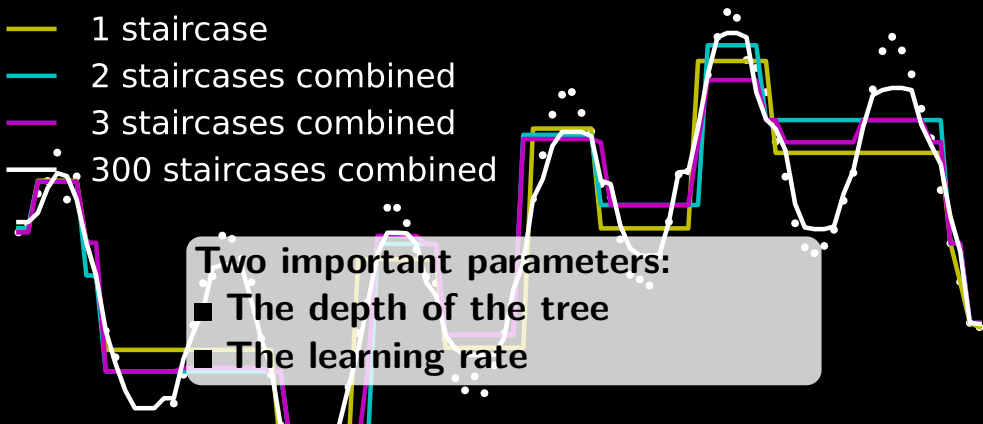 1 staircase
2 staircases combined
3 staircases combined
300 staircases combined
Two important parameters:
The depth of the tree
The learning rate